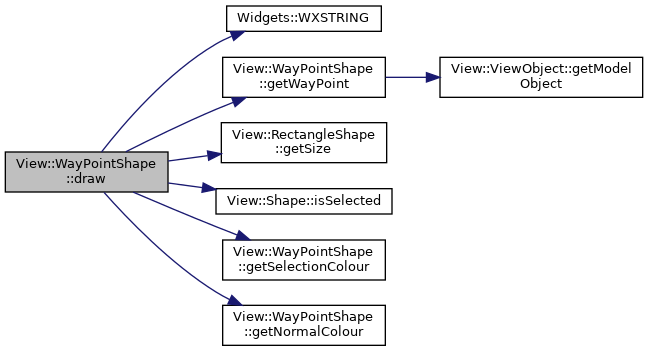 Widgets::WXSTRING
View::WayPointShape
::getWayPoint
View::ViewObject::getModel
Object
View::RectangleShape
::getSize
View::WayPointShape
::draw
View::Shape::isSelected
View::WayPointShape
::getSelectionColour
View::WayPointShape
::getNormalColour